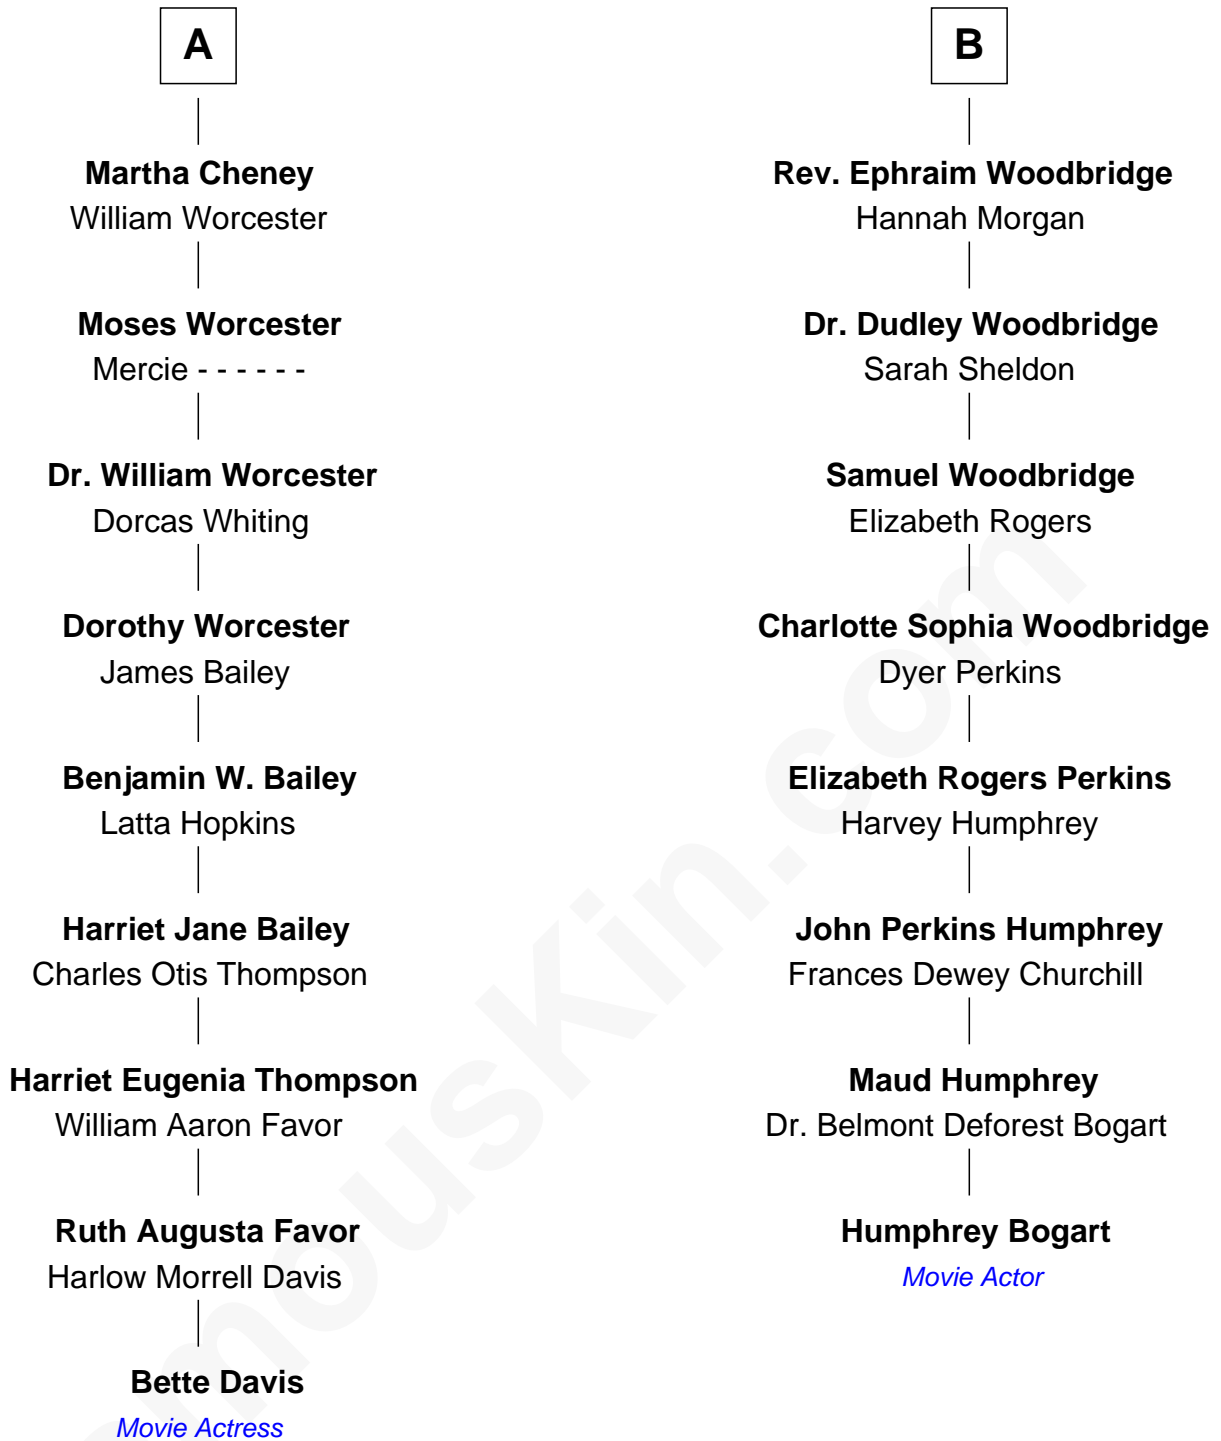 A
Martha Cheney
William Worcester
Moses Worcester
Mercie - - - - - -
Dr. William Worcester
Dorcas Whiting
Dorothy Worcester
James Bailey
Benjamin W. Bailey
Latta Hopkins
Harriet Jane Bailey
Charles Otis Thompson
Harriet Eugenia Thompson
William Aaron Favor
Ruth Augusta Favor
Harlow Morrell Davis
Bette Davis
Movie Actress
B
Rev. Ephraim Woodbridge
Hannah Morgan
Dr. Dudley Woodbridge
Sarah Sheldon
Samuel Woodbridge
Elizabeth Rogers
Charlotte Sophia Woodbridge
Dyer Perkins
Elizabeth Rogers Perkins
Harvey Humphrey
John Perkins Humphrey
Frances Dewey Churchill
Maud Humphrey
Dr. Belmont Deforest Bogart
Humphrey Bogart
Movie Actor
mousKin.com